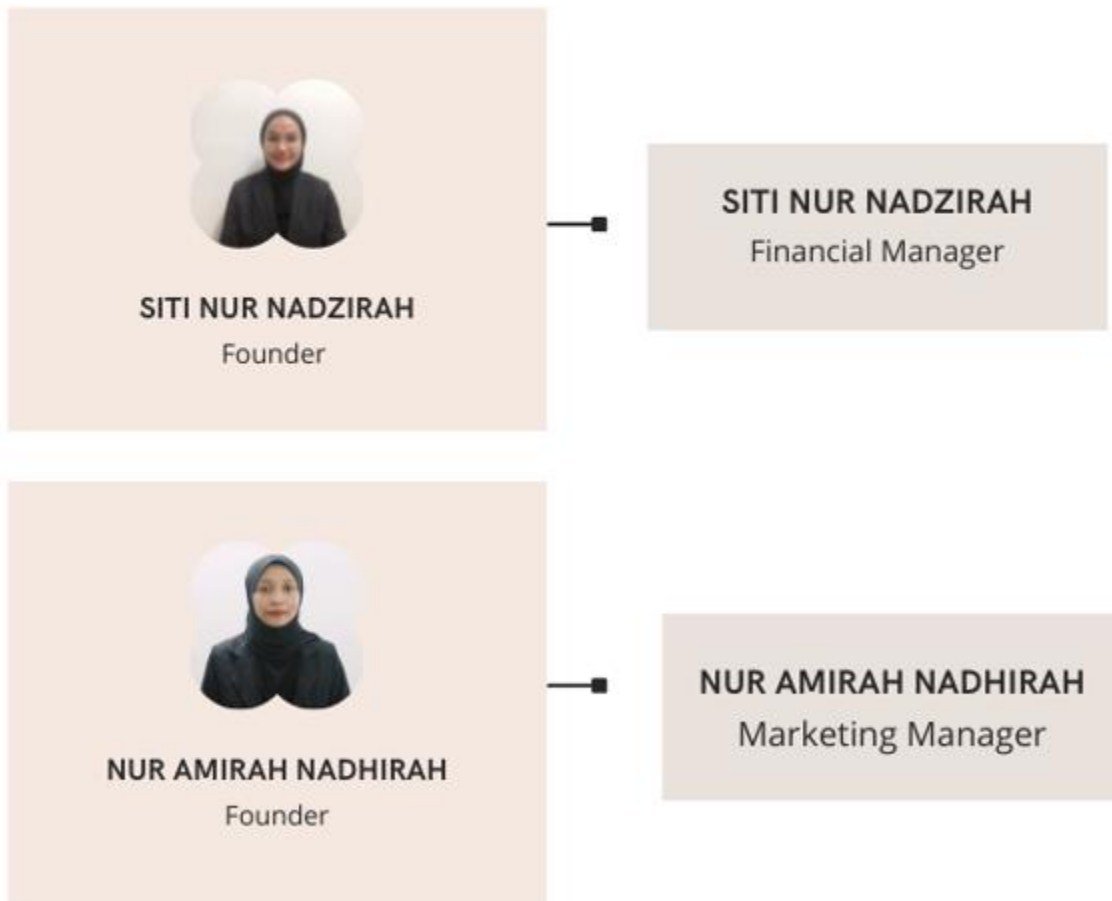 SITI NUR NADZIRAH
Founder
SITI NUR NADZIRAH
Financial Manager
NUR AMIRAH NADHIRAH
Founder
NUR AMIRAH NADHIRAH
Marketing Manager